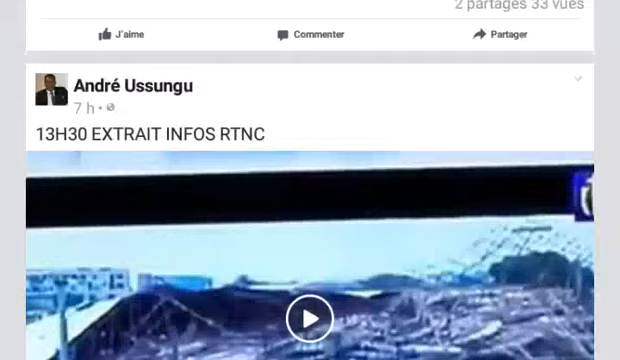 2 partages 33 vues
J'aime Commenter Partager
André Ussungu
7 h
13H30 EXTRAIT INFOS RTNC